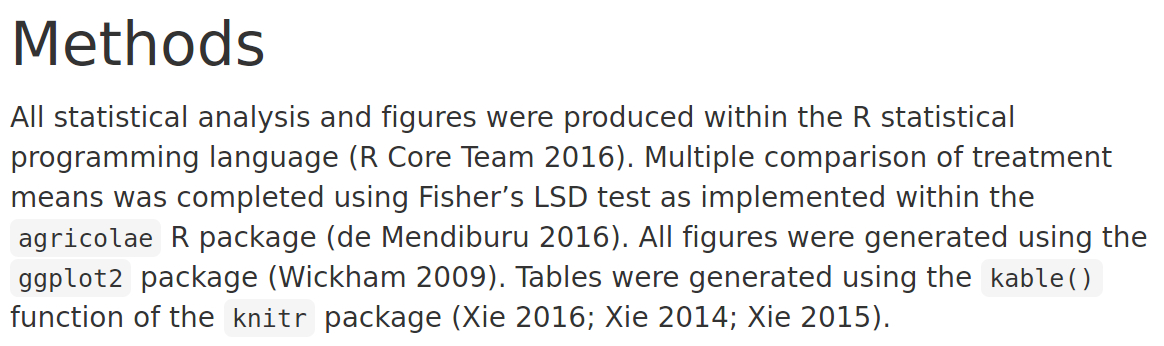 Methods
All statistical analysis and figures were produced within the R statistical
programming language (R Core Team 2016). Multiple comparison of treatment
means was completed using Fisher’s LSD test as implemented within the
agricolae R package (de Mendiburu 2016). All figures were generated using the
ggplot2 package (Wickham 2009). Tables were generated using the kable()
function of the knitr package (Xie 2016; Xie 2014; Xie 2015).